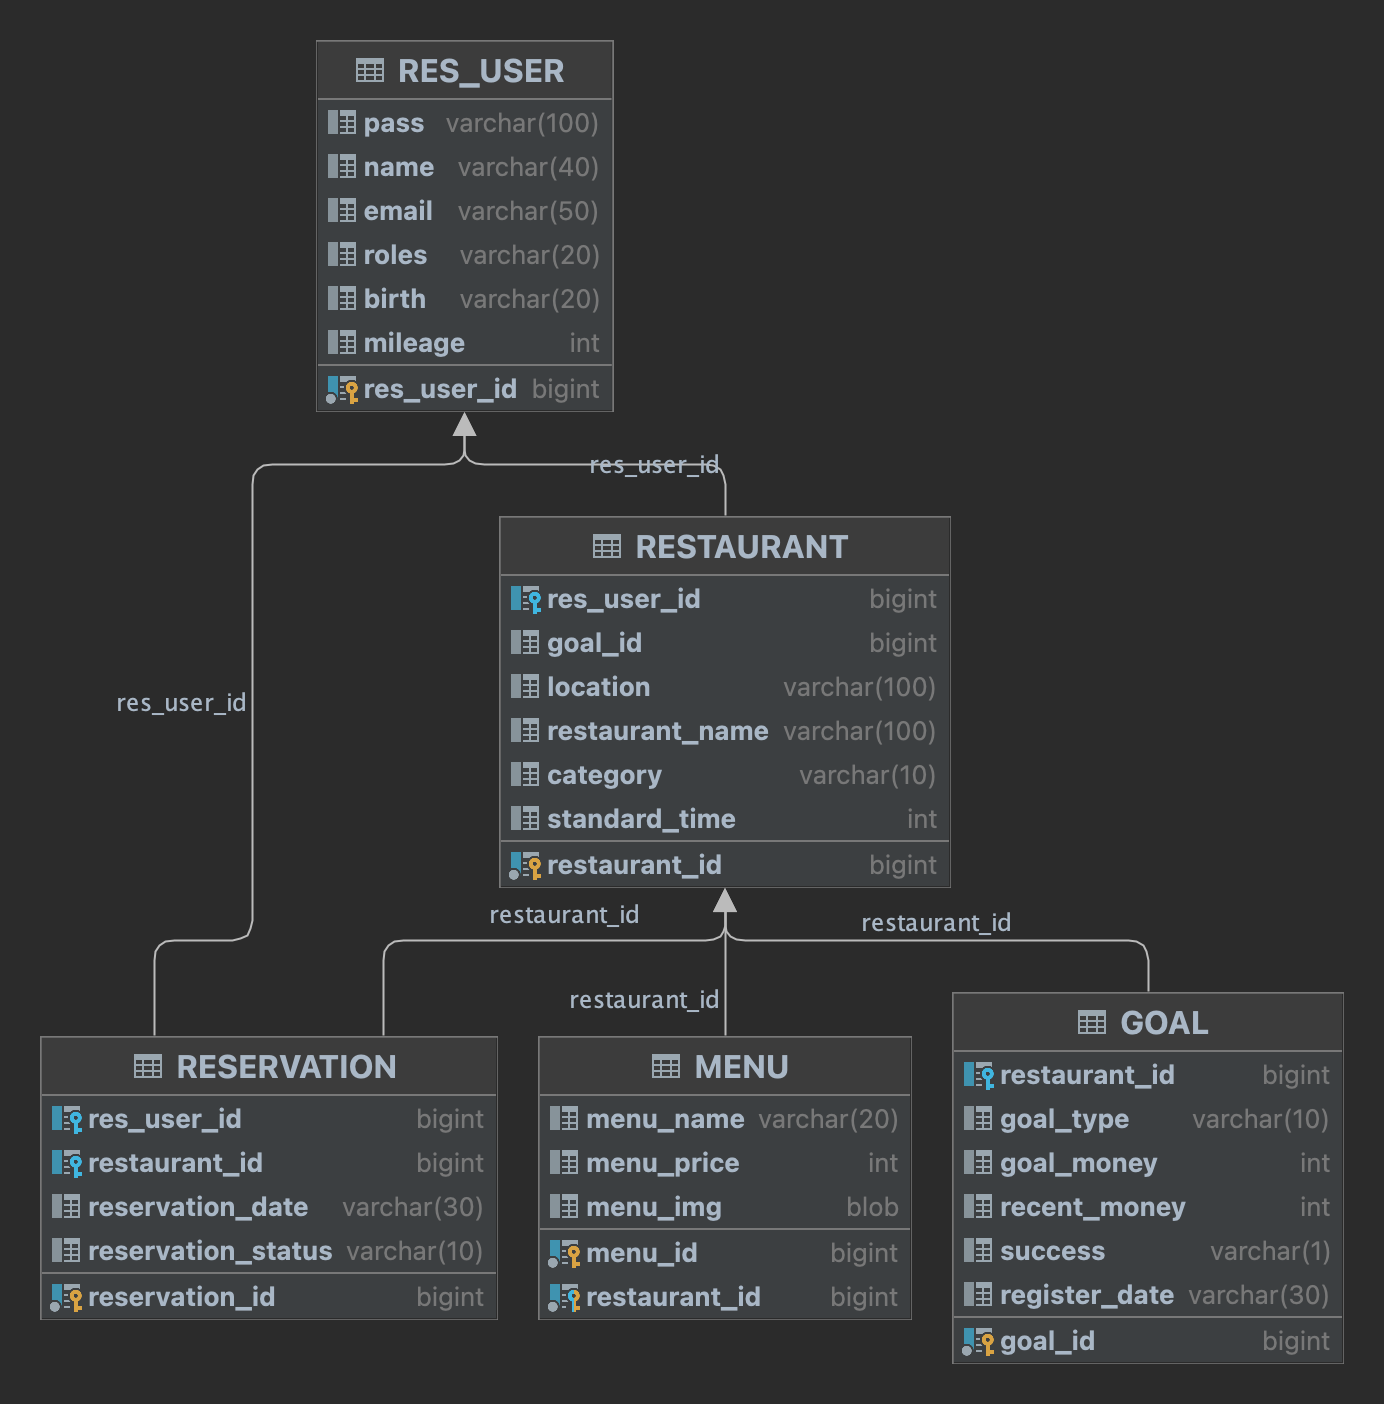 RES_USER
pass varchar(100)
name varchar(40)
email varchar(50)
roles varchar(20)
birth varchar(20)
mileage int
res_user_id bigint
res_user_id
RESTAURANT
res_user_id bigint
goal_id bigint
location varchar(100)
restaurant_name varchar(100)
category varchar(10)
standard_time int
restaurant_id bigint
res_user_id
restaurant_id
restaurant_id
restaurant_id
RESERVATION
res_user_id bigint
restaurant_id bigint
reservation_date varchar(30)
reservation_status varchar(10)
reservation_id bigint
MENU
menu_name varchar(20)
menu_price int
menu_img blob
menu_id bigint
restaurant_id bigint
GOAL
restaurant_id bigint
goal_type varchar(10)
goal_money int
recent_money int
success varchar(1)
register_date varchar(30)
goal_id bigint